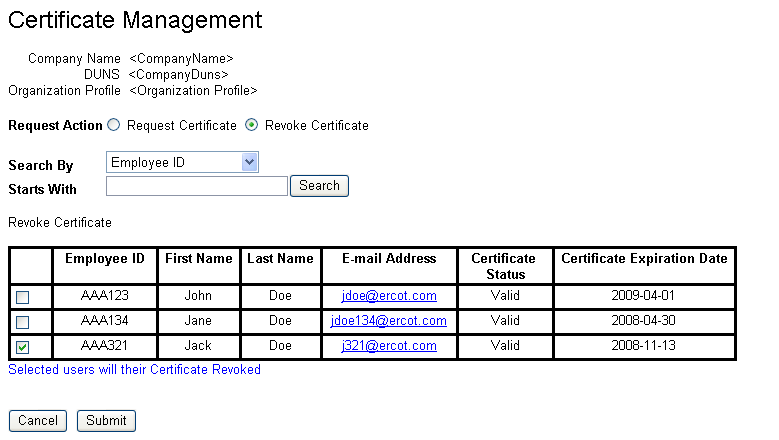 Certificate Management
Company Name <CompanyName>
DUNS <CompanyDuns>
Organization Profile <Organization Profile>
Request Action Request Certificate Revoke Certificate
Search By Employee ID
Starts With Search
Revoke Certificate
Employee ID First Name Last Name E-mail Address Certificate Status Certificate Expiration Date
AAA123 John Doe jdoe@ercot.com Valid 2009-04-01
AAA134 Jane Doe jdoe134@ercot.com Valid 2008-04-30
AAA321 Jack Doe j321@ercot.com Valid 2008-11-13
Selected users will their Certificate Revoked
Cancel Submit